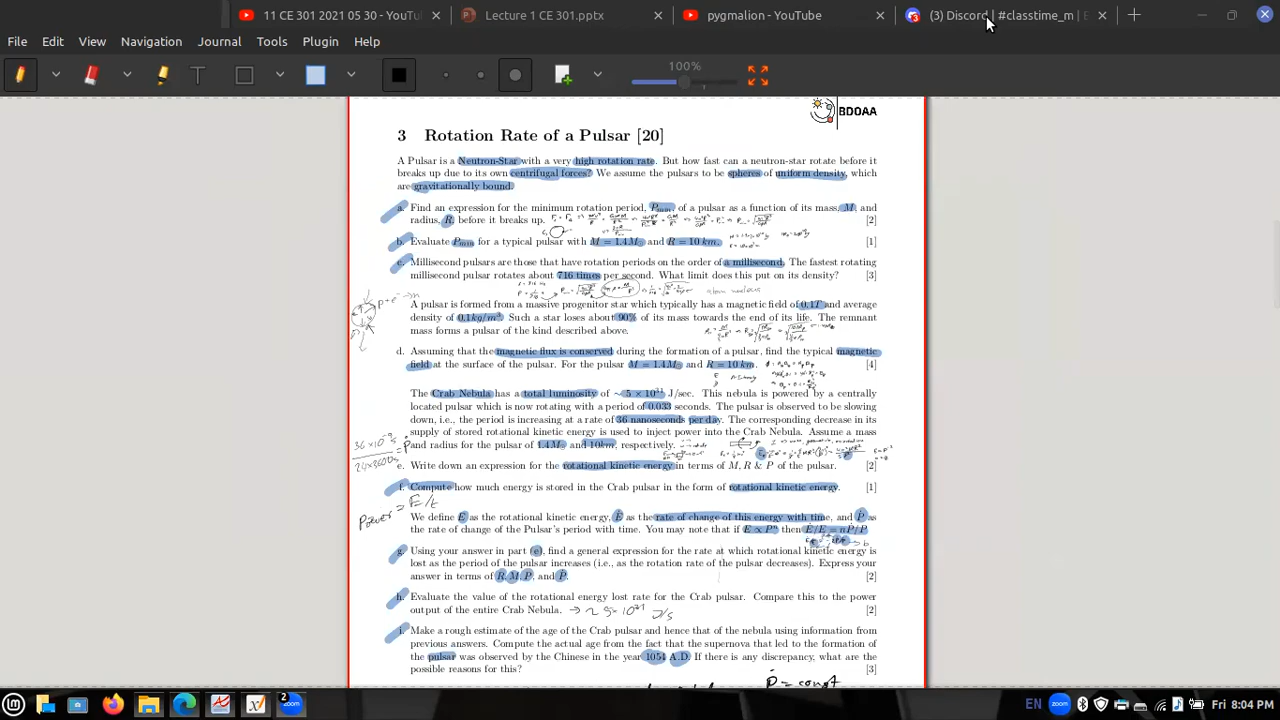 11 CE 301 2021 05 30 - YouTu
Lecture 1 CE 301.pptx
pygmalion - YouTube
(3) Discord | #classtime_m | E
File Edit View Navigation Journal Tools Plugin Help
100%
BDOAA
3 Rotation Rate of a Pulsar [20]
A Pulsar is a Neutron-Star with a very high rotation rate. But how fast can a neutron-star rotate before it
breaks up due to its own centrifugal forces? We assume the pulsars to be spheres of uniform density, which
are gravitationally bound.
a. Find an expression for the minimum rotation period, Pmin of a pulsar as a function of its mass, M, and
radius, R, before it breaks up. [2]
b. Evaluate Pmin for a typical pulsar with M = 1.4M⊙ and R = 10 km. [1]
c. Millisecond pulsars are those that have rotation periods on the order of a millisecond. The fastest rotating
millisecond pulsar rotates about 716 times per second. What limit does this put on its density? [3]
atom nucleus
A pulsar is formed from a massive progenitor star which typically has a magnetic field of 0.1T and average
density of 0.1kg/m³. Such a star loses about 90% of its mass towards the end of its life. The remnant
mass forms a pulsar of the kind described above.
d. Assuming that the magnetic flux is conserved during the formation of a pulsar, find the typical magnetic
field at the surface of the pulsar. For the pulsar M = 1.4M⊙ and R = 10 km. [4]
The Crab Nebula has a total luminosity of ∼ 5 × 10³¹ J/sec. This nebula is powered by a centrally
located pulsar which is now rotating with a period of 0.033 seconds. The pulsar is observed to be slowing
down, i.e., the period is increasing at a rate of 36 nanoseconds per day. The corresponding decrease in its
supply of stored rotational kinetic energy is used to inject power into the Crab Nebula. Assume a mass
and radius for the pulsar of 1.4M⊙ and 10km, respectively.
e. Write down an expression for the rotational kinetic energy in terms of M, R & P of the pulsar. [2]
f. Compute how much energy is stored in the Crab pulsar in the form of rotational kinetic energy. [1]
Power = E/t
We define E as the rotational kinetic energy, Ė as the rate of change of this energy with time, and Ṗ as
the rate of change of the Pulsar's period with time. You may note that if E ∝ Pⁿ then Ė/E = nṖ/P
g. Using your answer in part (e), find a general expression for the rate at which rotational kinetic energy is
lost as the period of the pulsar increases (i.e., as the rotation rate of the pulsar decreases). Express your
answer in terms of R, M, P, and Ṗ. [2]
h. Evaluate the value of the rotational energy lost rate for the Crab pulsar. Compare this to the power
output of the entire Crab Nebula. → ∼ 5 × 10³¹ J/s [2]
i. Make a rough estimate of the age of the Crab pulsar and hence that of the nebula using information from
previous answers. Compute the actual age from the fact that the supernova that led to the formation of
the pulsar was observed by the Chinese in the year 1054 A.D. If there is any discrepancy, what are the
possible reasons for this? [3]
Ṗ = const
EN
Fri, 8:04 PM